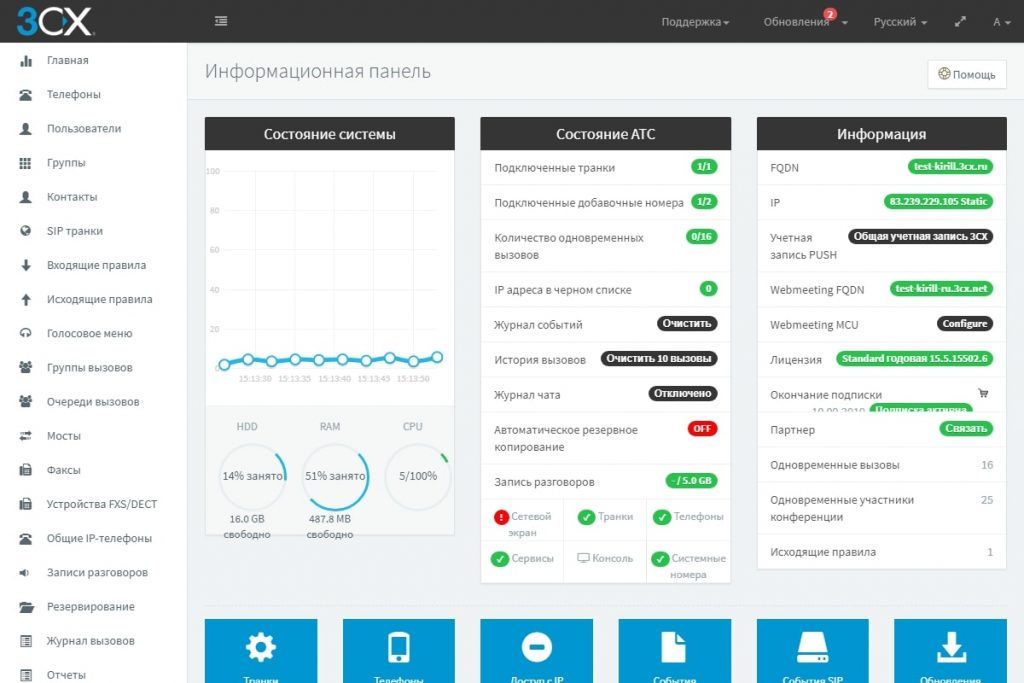 3CX
Поддержка
Обновления
2
Русский
A
Главная
Телефоны
Пользователи
Группы
Контакты
SIP транки
Входящие правила
Исходящие правила
Голосовое меню
Группы вызовов
Очереди вызовов
Мосты
Факсы
Устройства FXS/DECT
Общие IP-телефоны
Записи разговоров
Резервирование
Журнал вызовов
Отчеты
Информационная панель
Помощь
Состояние системы
100
80
60
40
20
0
15:13:30 15:13:35 15:13:40 15:13:45 15:13:50
HDD RAM CPU
14% занято 51% занято 5/100%
16.0 GB 487.8 MB
свободно свободно
Состояние АТС
Подключенные транки 1/1
Подключенные добавочные номера 1/2
Количество одновременных 0/16
вызовов
IP адреса в черном списке 0
Журнал событий Очистить
История вызовов Очистить 10 вызовы
Журнал чата Отключено
Автоматическое резервное OFF
копирование
Запись разговоров - / 5.0 GB
Сетевой Транки Телефоны
экран
Сервисы Консоль Системные
номера
Информация
FQDN test-kirill.3cx.ru
IP 83.239.229.105 Static
Учетная Общая учетная запись 3CX
запись PUSH
Webmeeting FQDN test-kirill-ru.3cx.net
Webmeeting MCU Configure
Лицензия Standard годовая 15.5.15502.6
Окончание подписки
Подписка активна
Партнер Связать
Одновременные вызовы 16
Одновременные участники 25
конференции
Исходящие правила 1
Транки Телефоны Доступ с IP События События SIP Обновления